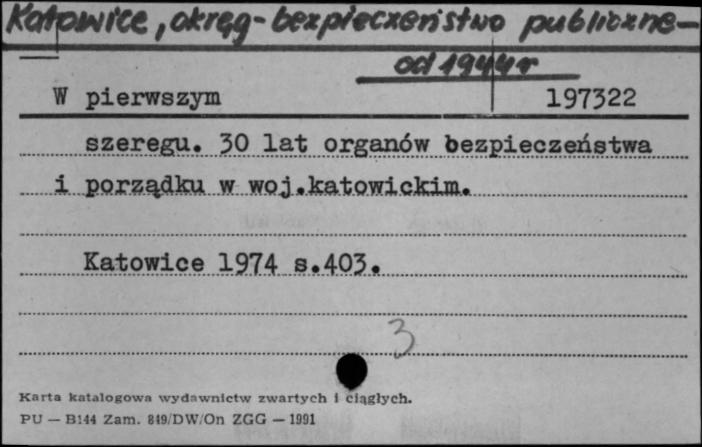 Katowice, okręg - bezpieczeństwo publiczne -
od 1944r
W pierwszym 197322
szeregu. 30 lat organów bezpieczeństwa
i porządku w woj.katowickim.
Katowice 1974 s.403.
3
Karta katalogowa wydawnictw zwartych i ciągłych.
PU — B144 Zam. 849/DW/On ZGG — 1991